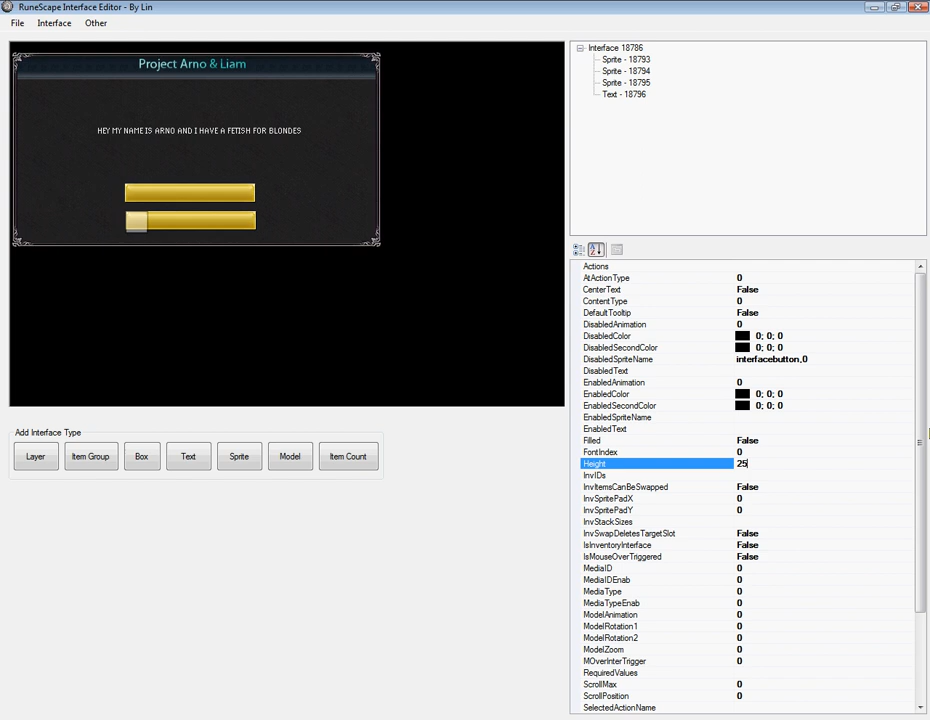 RuneScape Interface Editor - By Lin
File Interface Other
Project Arno & Liam
HEY MY NAME IS ARNO AND I HAVE A FETISH FOR BLONDES
Add Interface Type
Layer Item Group Box Text Sprite Model Item Count
Interface 18786
Sprite - 18793
Sprite - 18794
Sprite - 18795
Text - 18796
Actions
AtActionType 0
CenterText False
ContentType 0
DefaultTooltip False
DisabledAnimation 0
DisabledColor 0; 0; 0
DisabledSecondColor 0; 0; 0
DisabledSpriteName interfacebutton,0
DisabledText
EnabledAnimation 0
EnabledColor 0; 0; 0
EnabledSecondColor 0; 0; 0
EnabledSpriteName
EnabledText
Filled False
FontIndex 0
Height 25
InvIDs
InvItemsCanBeSwapped False
InvSpritePadX 0
InvSpritePadY 0
InvStackSizes
InvSwapDeletesTargetSlot False
IsInventoryInterface False
IsMouseOverTriggered False
MediaID 0
MediaIDEnab 0
MediaType 0
MediaTypeEnab 0
ModelAnimation 0
ModelRotation1 0
ModelRotation2 0
ModelZoom 0
MOverInterTrigger 0
RequiredValues
ScrollMax 0
ScrollPosition 0
SelectedActionName